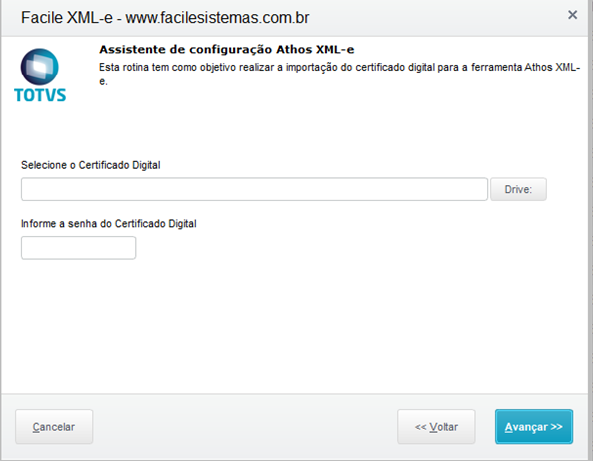 Facile XML-e - www.facilesistemas.com.br
Assistente de configuração Athos XML-e
Esta rotina tem como objetivo realizar a importação do certificado digital para a ferramenta Athos XML-
e.
TOTVS
Selecione o Certificado Digital
Drive:
Informe a senha do Certificado Digital
Cancelar
<< Voltar
Avançar >>